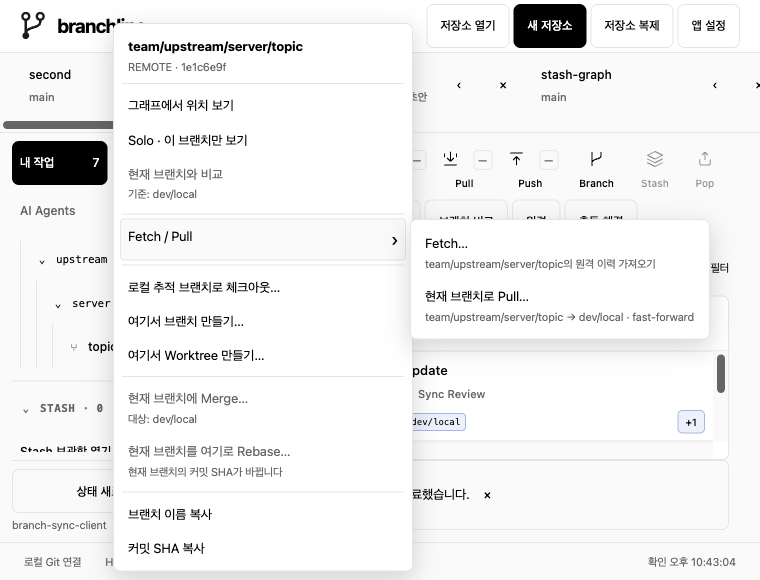 branchline
저장소 열기
새 저장소
저장소 복제
앱 설정
second
main
초안
stash-graph
main
내 작업 7
AI Agents
upstream
server
topic
STASH · 0
branch-sync-client
team/upstream/server/topic
REMOTE · 1e1c6e9f
그래프에서 위치 보기
Solo · 이 브랜치만 보기
현재 브랜치와 비교
기준: dev/local
Fetch / Pull
로컬 추적 브랜치로 체크아웃...
여기서 브랜치 만들기...
여기서 Worktree 만들기...
현재 브랜치에 Merge...
대상: dev/local
현재 브랜치를 여기로 Rebase...
현재 브랜치의 커밋 SHA가 바뀝니다
브랜치 이름 복사
커밋 SHA 복사
Pull
Push
Branch
Stash
Pop
Fetch...
team/upstream/server/topic의 원격 이력 가져오기
현재 브랜치로 Pull...
team/upstream/server/topic → dev/local · fast-forward
필터
pdate
Sync Review
dev/local
+1
료했습니다.
상태 새
로컬 Git 연결
확인 오후 10:43:04